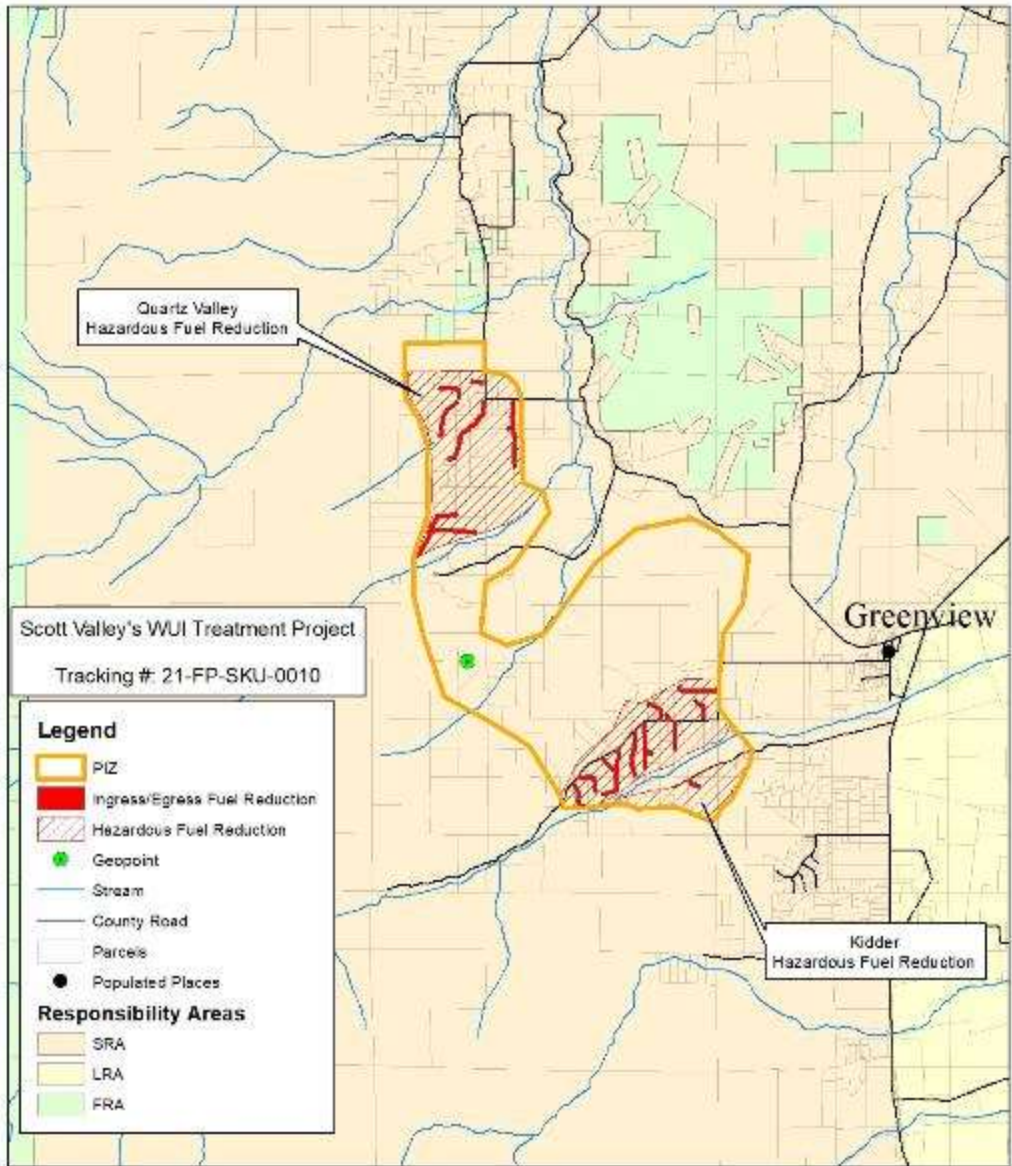 Quartz Valley
Hazardous Fuel Reduction
Greenview
Scott Valley's WUI Treatment Project
Tracking #: 21-FP-SKU-0010
Legend
PIZ
Ingress/Egress Fuel Reduction
Hazardous Fuel Reduction
Geopoint
Stream
County Road
Parcels
Populated Places
Responsibility Areas
SRA
LRA
FRA
Kidder
Hazardous Fuel Reduction